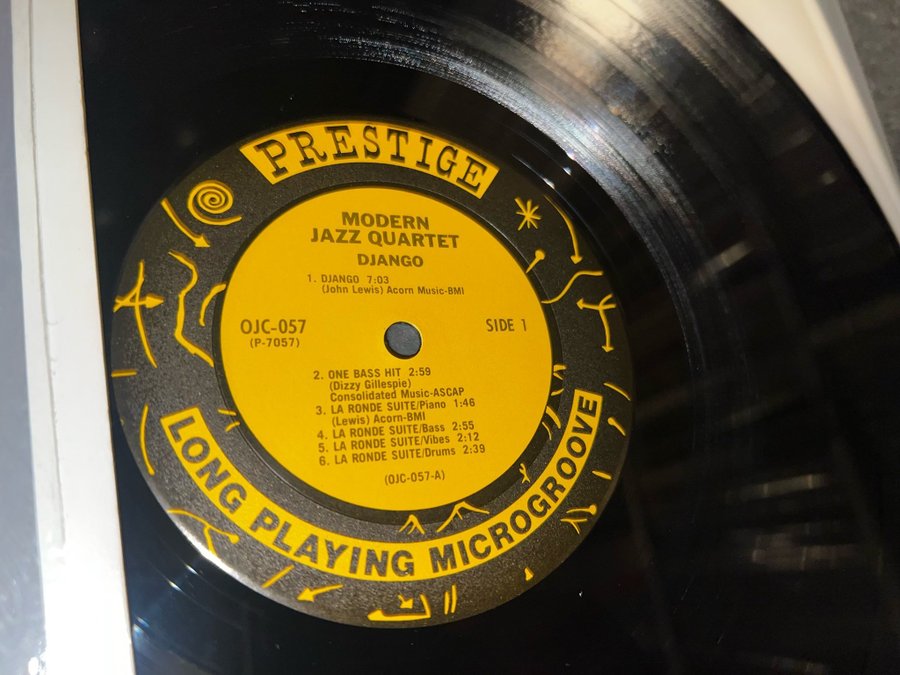 PRESTIGE
MODERN
JAZZ QUARTET
DJANGO
1. DJANGO 7:03
(John Lewis) Acorn Music-BMI
OJC-057
(P-7057)
SIDE 1
2. ONE BASS HIT 2:59
(Dizzy Gillespie)
Consolidated Music-ASCAP
3. LA RONDE SUITE/Piano 1:46
(Lewis) Acorn-BMI
4. LA RONDE SUITE/Bass 2:55
5. LA RONDE SUITE/Vibes 2:12
6. LA RONDE SUITE/Drums 2:39
(OJC-057-A)
LONG PLAYING MICROGROOVE